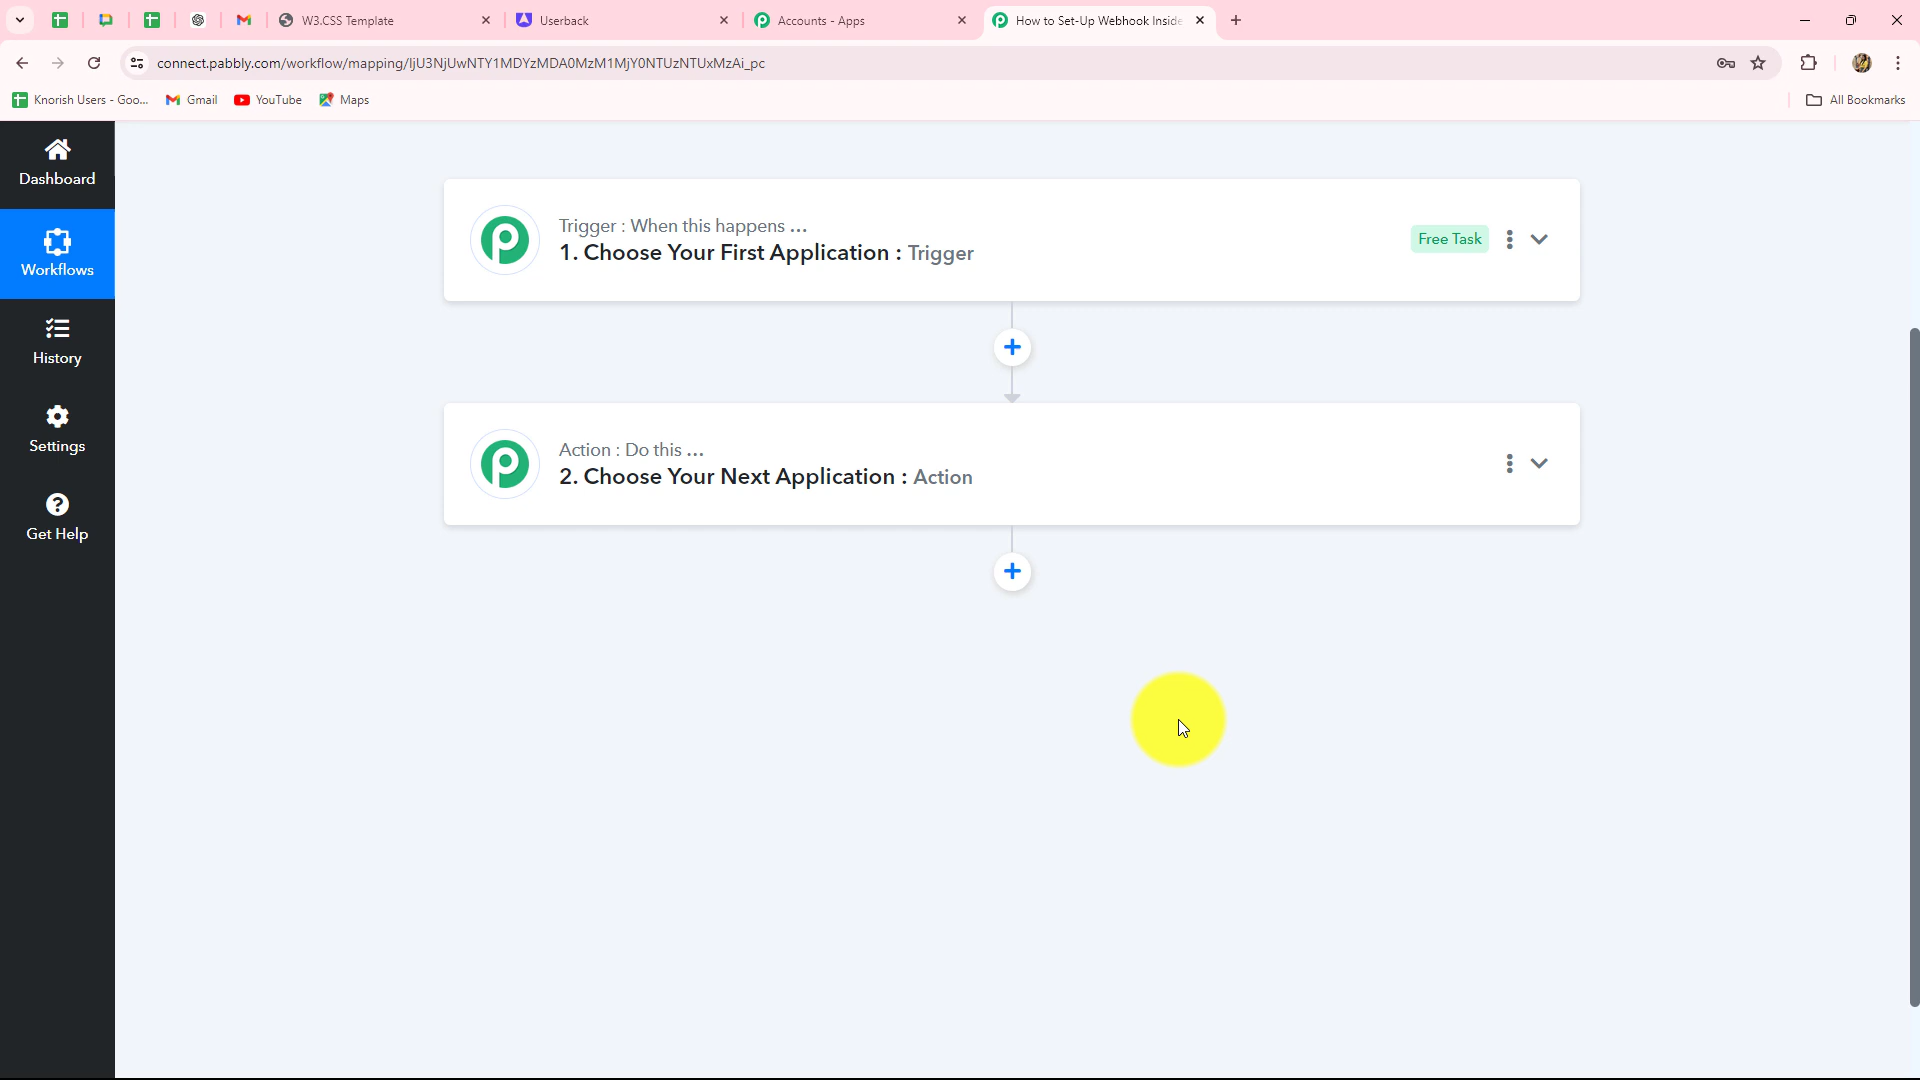 W3.CSS Template
Userback
Accounts - Apps
How to Set-Up Webhook Inside
connect.pabbly.com/workflow/mapping/IjU3NjUwNTY1MDYzMDA0MzM1MjY0NTUzNTUxMzAi_pc
Knorish Users - Goo...
Gmail
YouTube
Maps
All Bookmarks
Dashboard
Workflows
History
Settings
Get Help
Trigger : When this happens ...
1. Choose Your First Application : Trigger
Free Task
Action : Do this ...
2. Choose Your Next Application : Action